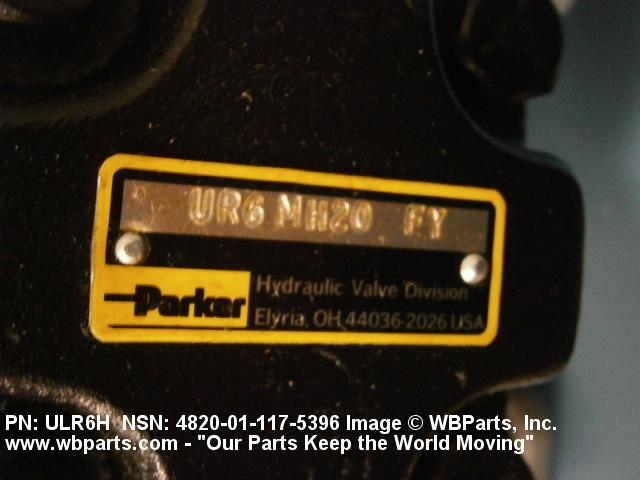 UR6 MH20 FY
Parker
Hydraulic Valve Division
Elyria, OH 44036-2026 USA
PN: ULR6H NSN: 4820-01-117-5396 Image © WBParts, Inc.
www.wbparts.com - "Our Parts Keep the World Moving"